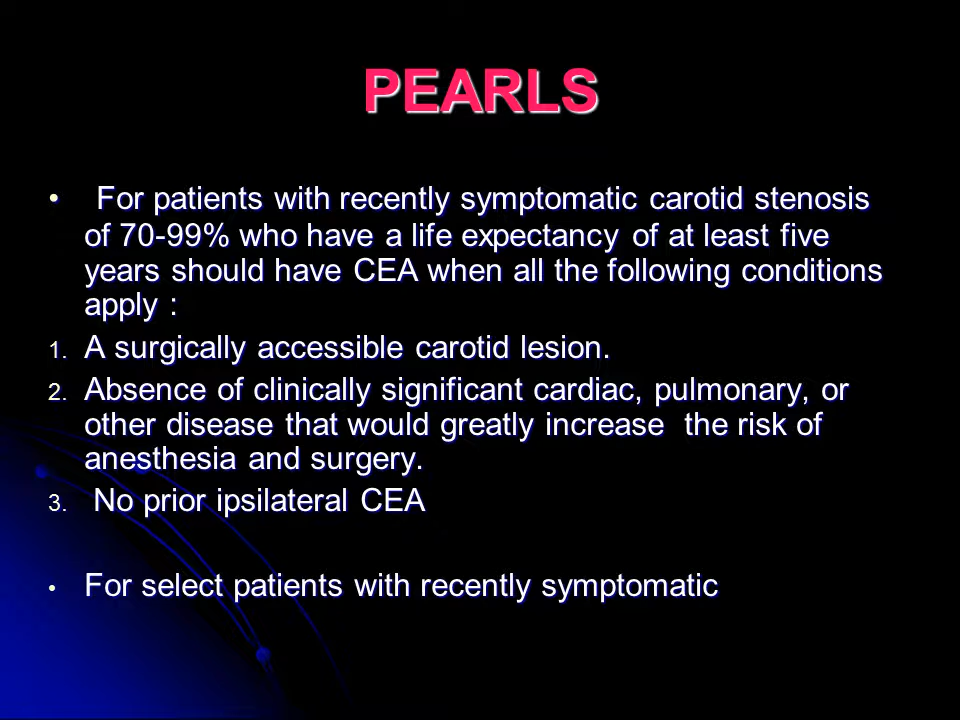 PEARLS
• For patients with recently symptomatic carotid stenosis
of 70-99% who have a life expectancy of at least five
years should have CEA when all the following conditions
apply :
1. A surgically accessible carotid lesion.
2. Absence of clinically significant cardiac, pulmonary, or
other disease that would greatly increase the risk of
anesthesia and surgery.
3. No prior ipsilateral CEA
• For select patients with recently symptomatic